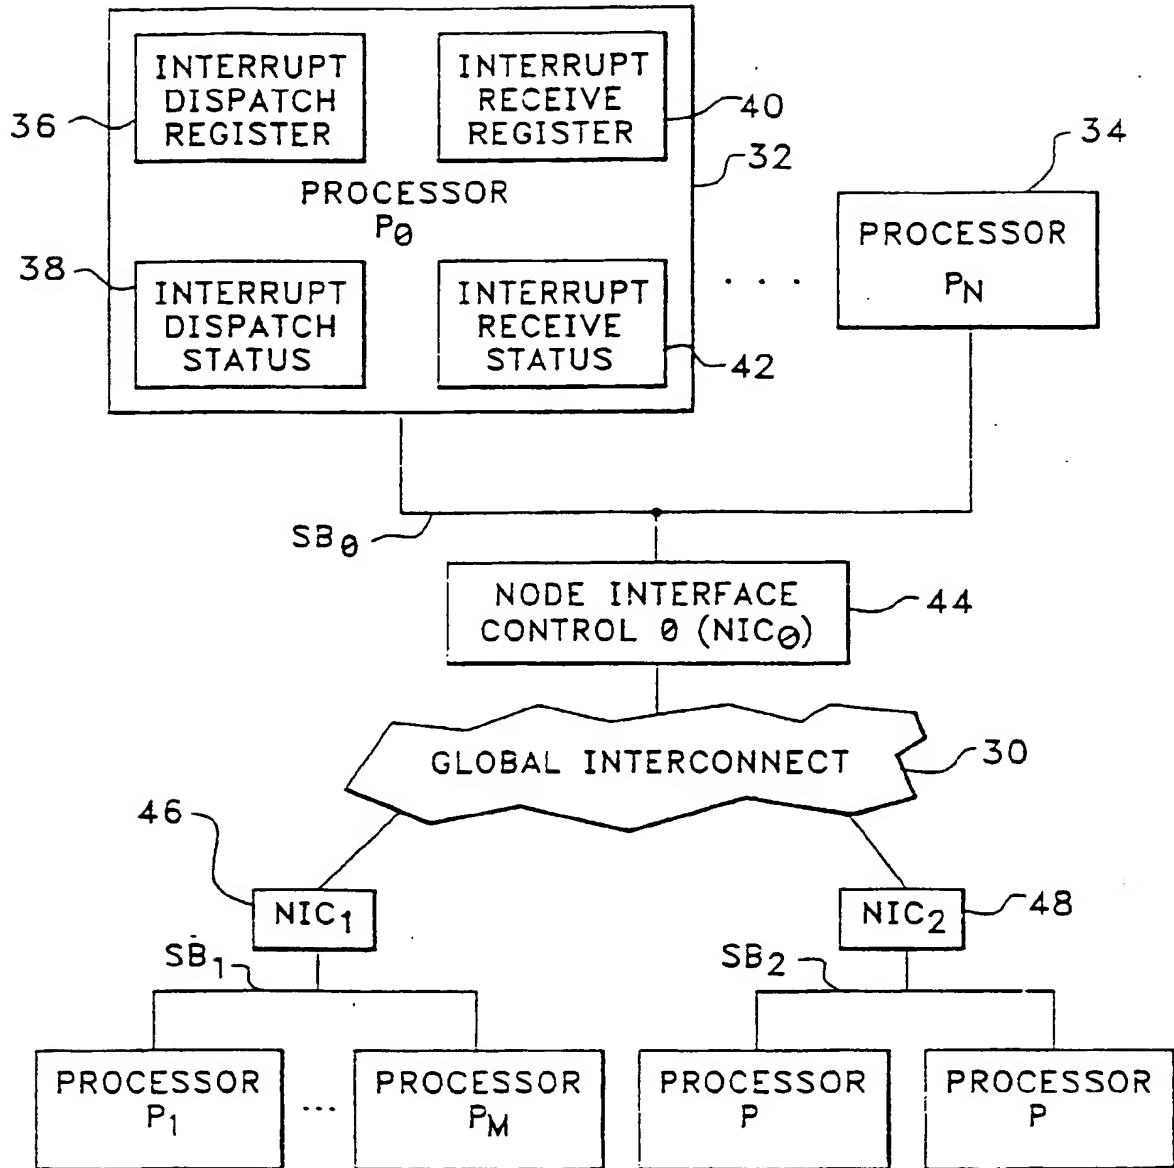 INTERRUPT
DISPATCH
REGISTER
36
INTERRUPT
RECEIVE
REGISTER
40
32
PROCESSOR
P0
38
INTERRUPT
DISPATCH
STATUS
INTERRUPT
RECEIVE
STATUS
42
34
PROCESSOR
PN
. . .
SB0
NODE INTERFACE
CONTROL 0 (NIC0)
44
GLOBAL INTERCONNECT
30
46
NIC1
NIC2
48
SB1
SB2
PROCESSOR
P1
...
PROCESSOR
PM
PROCESSOR
P
PROCESSOR
P